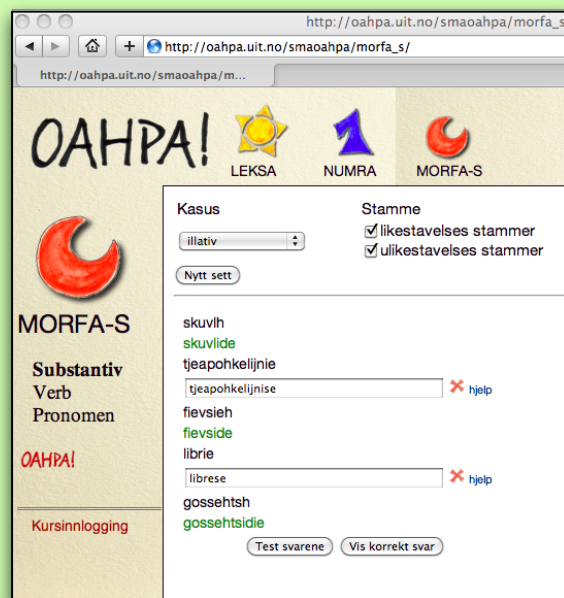 http://oahpa.uit.no/smaoahpa/morfa_s
http://oahpa.uit.no/smaoahpa/morfa_s/
http://oahpa.uit.no/smaoahpa/m...
OAHPA!
LEKSA
NUMRA
MORFA-S
MORFA-S
Substantiv
Verb
Pronomen
OAHPA!
Kursinnlogging
Kasus
illativ
Nytt sett
Stamme
likestavelses stammer
ulikestavelses stammer
skuvlh
skuvlide
tjeapohkelijnie
tjeapohkelijnise
hjelp
fievsieh
fievside
librie
librese
hjelp
gossehtsh
gossehtsidie
Test svarene
Vis korrekt svar